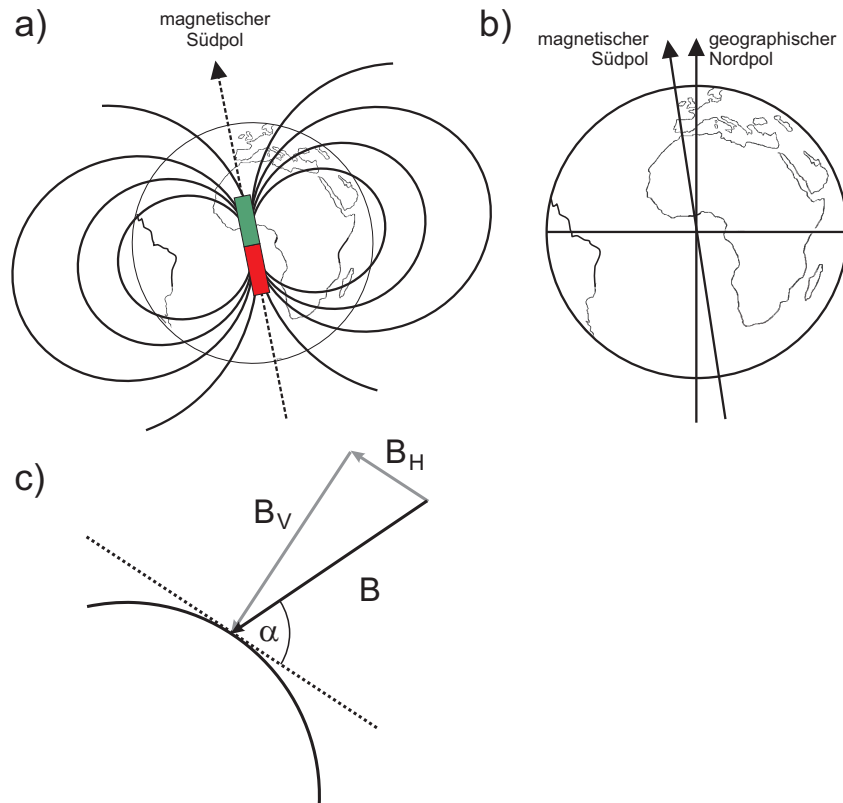 a)
magnetischer
Südpol
b)
magnetischer
Südpol
geographischer
Nordpol
c)
B_H
B_V
B
α